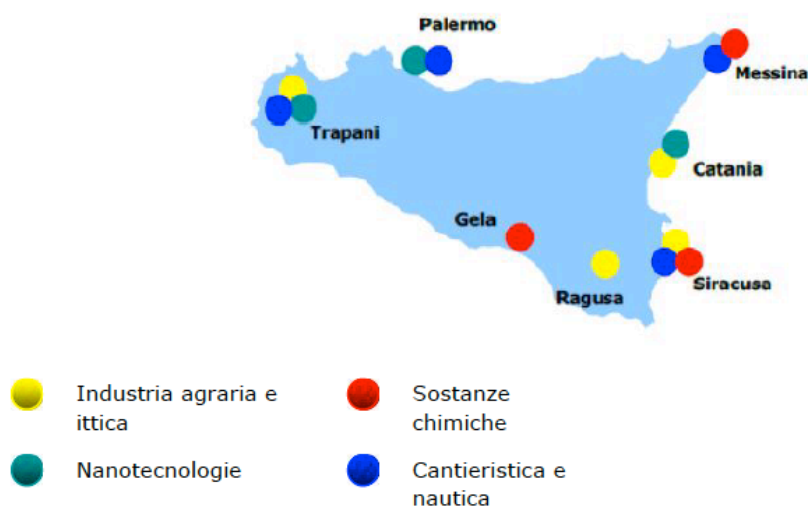 Palermo
Messina
Trapani
Catania
Gela
Siracusa
Ragusa
Industria agraria e
ittica
Sostanze
chimiche
Nanotecnologie
Cantieristica e
nautica